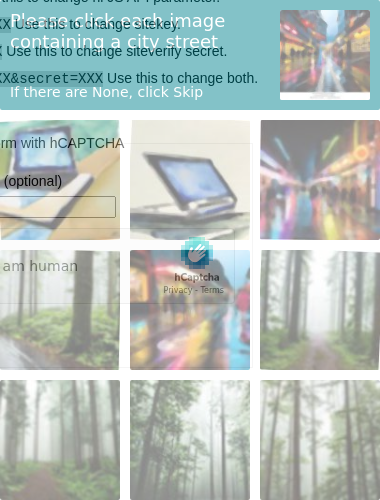 this to change hCAPTCHA parameter.
Please click each image
XX Use this to change sitekey.
containing a city street
Use this to change siteverify secret.
XX&secret=XXX Use this to change both.
If there are None, click Skip
rm with hCAPTCHA
(optional)
am human
hCaptcha
Privacy - Terms